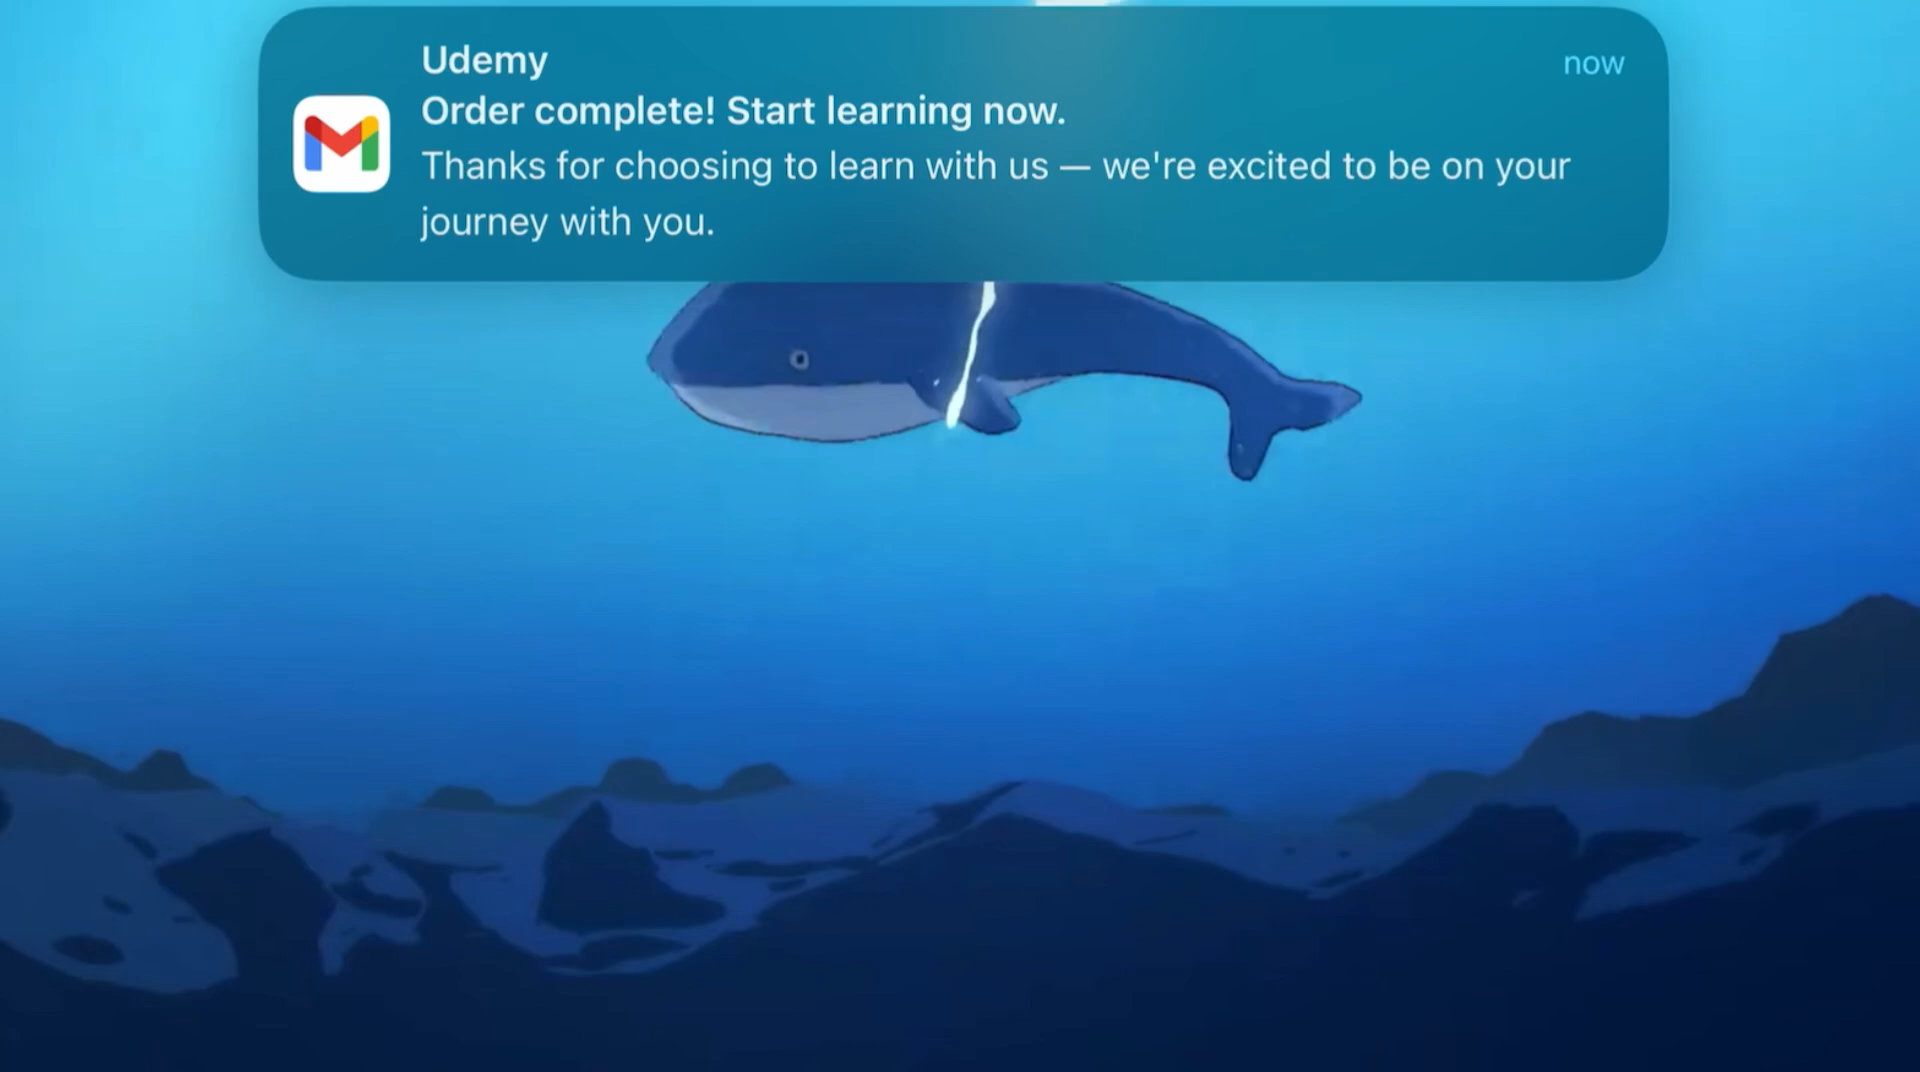 Udemy
now
Order complete! Start learning now.
Thanks for choosing to learn with us — we're excited to be on your
journey with you.